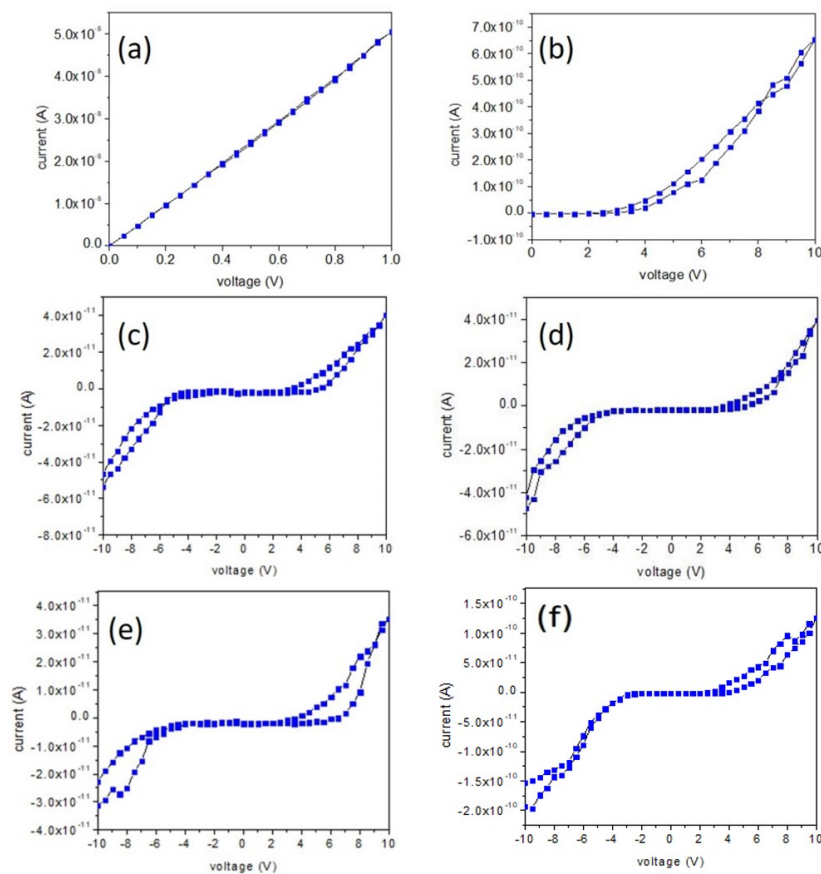 (a)
5.0x10⁻⁸
4.0x10⁻⁸
3.0x10⁻⁸
2.0x10⁻⁸
1.0x10⁻⁸
0.0
current (A)
0.0 0.2 0.4 0.6 0.8 1.0
voltage (V)
(b)
7.0x10⁻¹⁰
6.0x10⁻¹⁰
5.0x10⁻¹⁰
4.0x10⁻¹⁰
3.0x10⁻¹⁰
2.0x10⁻¹⁰
1.0x10⁻¹⁰
0.0
-1.0x10⁻¹⁰
current (A)
0 2 4 6 8 10
voltage (V)
(c)
4.0x10⁻¹¹
2.0x10⁻¹¹
0.0
-2.0x10⁻¹¹
-4.0x10⁻¹¹
-6.0x10⁻¹¹
-8.0x10⁻¹¹
current (A)
-10 -8 -6 -4 -2 0 2 4 6 8 10
voltage (V)
(d)
4.0x10⁻¹¹
2.0x10⁻¹¹
0.0
-2.0x10⁻¹¹
-4.0x10⁻¹¹
-6.0x10⁻¹¹
current (A)
-10 -8 -6 -4 -2 0 2 4 6 8 10
voltage (V)
(e)
4.0x10⁻¹¹
3.0x10⁻¹¹
2.0x10⁻¹¹
1.0x10⁻¹¹
0.0
-1.0x10⁻¹¹
-2.0x10⁻¹¹
-3.0x10⁻¹¹
-4.0x10⁻¹¹
current (A)
-10 -8 -6 -4 -2 0 2 4 6 8 10
voltage (V)
(f)
1.5x10⁻¹⁰
1.0x10⁻¹⁰
5.0x10⁻¹¹
0.0
-5.0x10⁻¹¹
-1.0x10⁻¹⁰
-1.5x10⁻¹⁰
-2.0x10⁻¹⁰
current (A)
-10 -8 -6 -4 -2 0 2 4 6 8 10
voltage (V)